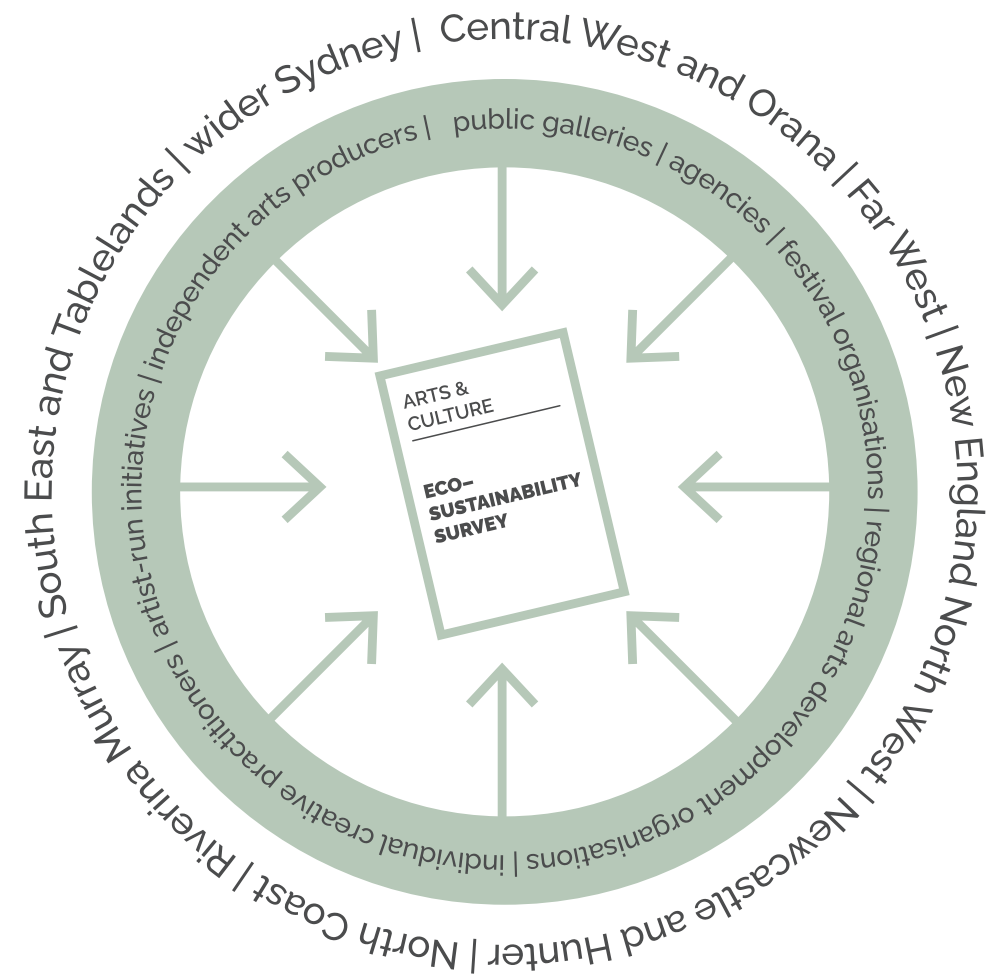 Central West and Orana | Far West | New England North West | Newcastle and Hunter | North Coast | Riverina Murray | South East and Tablelands | wider Sydney |
public galleries | agencies | festival organisations | regional arts development organisations | individual creative practitioners | artist-run initiatives | independent arts producers |
ARTS &
CULTURE
ECO–
SUSTAINABILITY
SURVEY